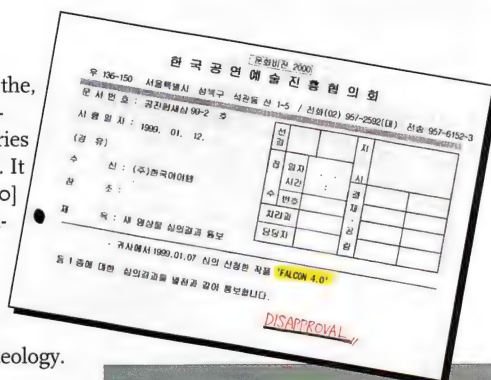 the,
ries
. It
o]
eology.
문화비전 2000
한 국 공 연 예 술 진 흥 협 의 회
우 136-150 서울특별시 성북구 석관동 산 1-5 / 전화(02) 957-2592(대) 전송 957-6152-3
문 서 번 호 : 공진협새심 99-2 호
시 행 일 자 : 1999. 01. 12.
(경 유)
수 신 : (주)한국아이템
참 조 :
제 목 : 새 영상물 심의결과 통보
선결
지시
접수
일자
시간 :
번호
처리과
담당자
결재·공람
귀사에서 1999.01.07 심의 신청한 작품 'FALCON 4.0'
등 1 종에 대한 심의결과를 별첨과 같이 통보합니다.
DISAPPROVAL